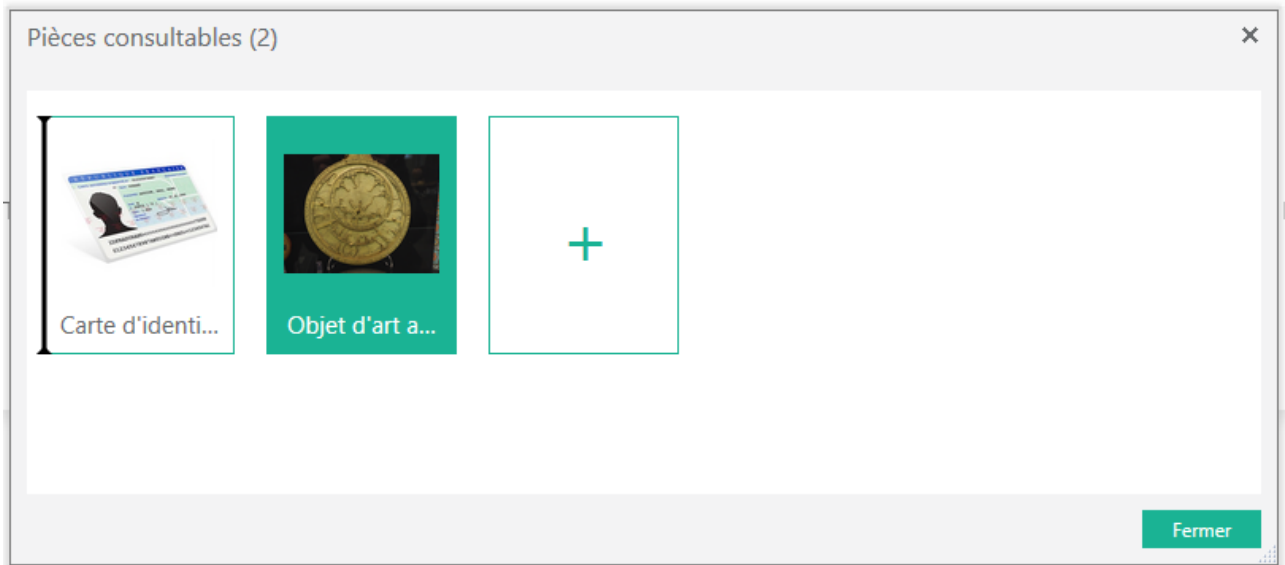 Pièces consultables (2)
×
Carte d'identi...
Objet d'art a...
+
Fermer